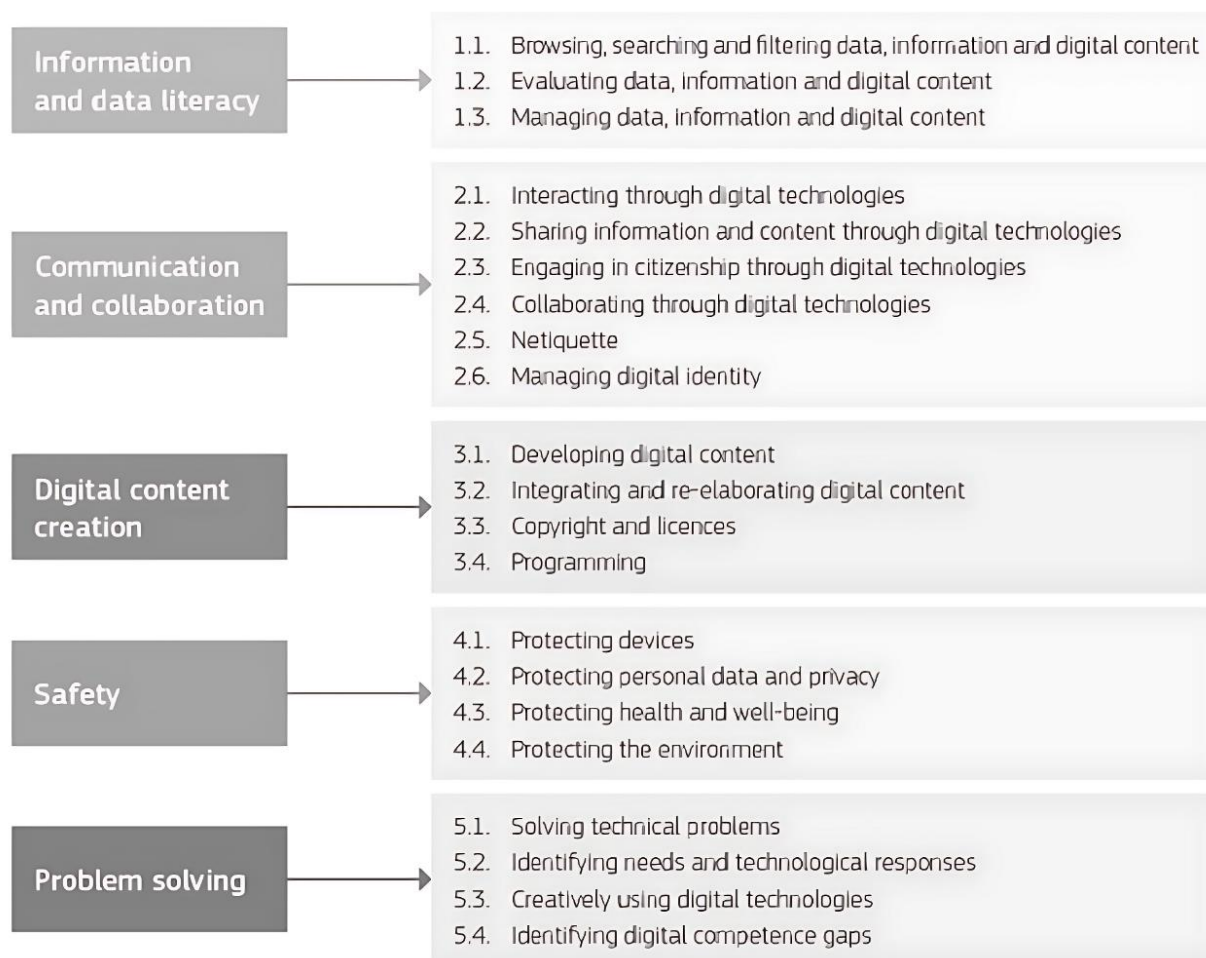 Information
and data literacy
1.1. Browsing, searching and filtering data, information and digital content
1.2. Evaluating data, information and digital content
1.3. Managing data, information and digital content
Communication
and collaboration
2.1. Interacting through digital technologies
2.2. Sharing information and content through digital technologies
2.3. Engaging in citizenship through digital technologies
2.4. Collaborating through digital technologies
2.5. Netiquette
2.6. Managing digital identity
Digital content
creation
3.1. Developing digital content
3.2. Integrating and re-elaborating digital content
3.3. Copyright and licences
3.4. Programming
Safety
4.1. Protecting devices
4.2. Protecting personal data and privacy
4.3. Protecting health and well-being
4.4. Protecting the environment
Problem solving
5.1. Solving technical problems
5.2. Identifying needs and technological responses
5.3. Creatively using digital technologies
5.4. Identifying digital competence gaps